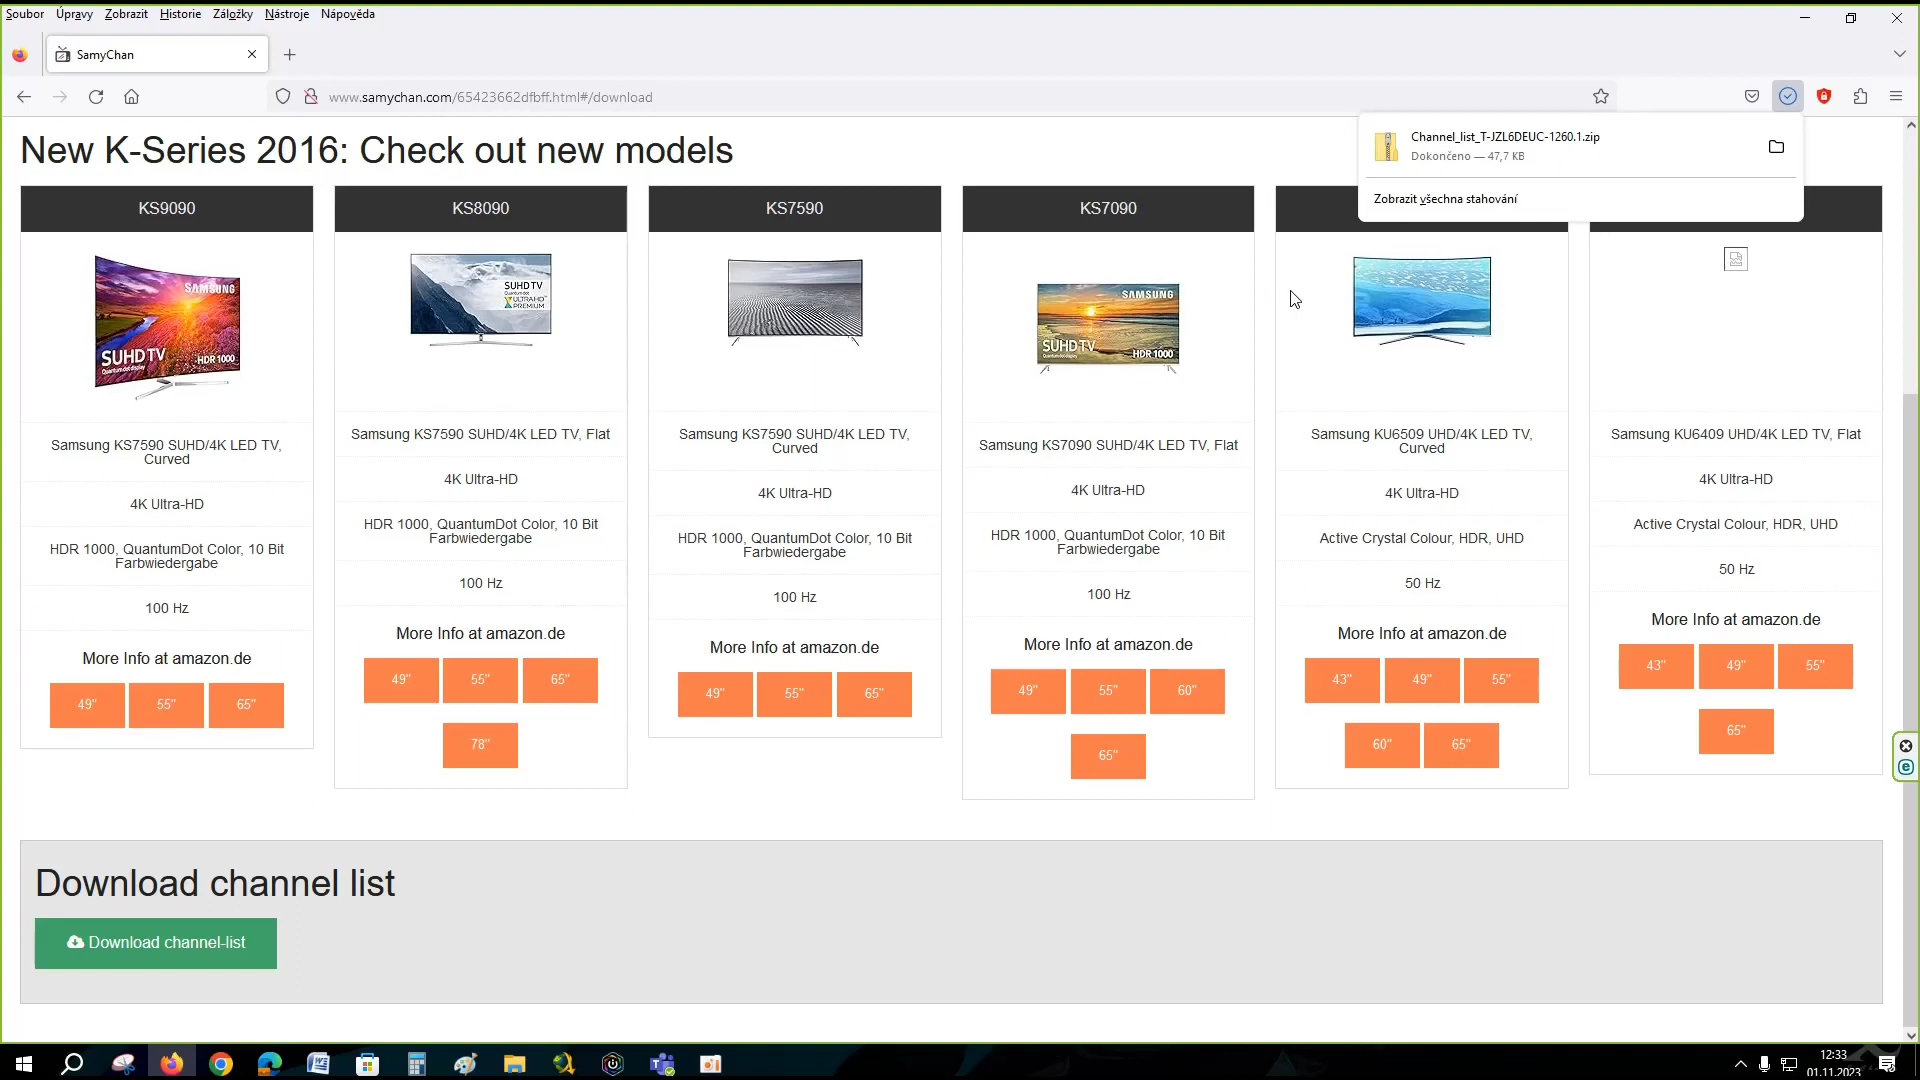 Soubor Úpravy Zobrazit Historie Záložky Nástroje Nápověda
SamyChan
www.samychan.com/65423662dfbff.html#/download
Channel_list_T-JZL6DEUC-1260.1.zip
Dokončeno — 47,7 KB
Zobrazit všechna stahování
New K-Series 2016: Check out new models
KS9090
SAMSUNG
SUHD TV
Quantum dot display
HDR 1000
Samsung KS7590 SUHD/4K LED TV,
Curved
4K Ultra-HD
HDR 1000, QuantumDot Color, 10 Bit
Farbwiedergabe
100 Hz
More Info at amazon.de
49" 55" 65"
KS8090
SUHD TV
ULTRA HD
PREMIUM
Samsung KS7590 SUHD/4K LED TV, Flat
4K Ultra-HD
HDR 1000, QuantumDot Color, 10 Bit
Farbwiedergabe
100 Hz
More Info at amazon.de
49" 55" 65"
78"
KS7590
Samsung KS7590 SUHD/4K LED TV,
Curved
4K Ultra-HD
HDR 1000, QuantumDot Color, 10 Bit
Farbwiedergabe
100 Hz
More Info at amazon.de
49" 55" 65"
KS7090
SAMSUNG
SUHD TV
Quantum dot display
HDR 1000
Samsung KS7090 SUHD/4K LED TV, Flat
4K Ultra-HD
HDR 1000, QuantumDot Color, 10 Bit
Farbwiedergabe
100 Hz
More Info at amazon.de
49" 55" 60"
65"
Samsung KU6509 UHD/4K LED TV,
Curved
4K Ultra-HD
Active Crystal Colour, HDR, UHD
50 Hz
More Info at amazon.de
43" 49" 55"
60" 65"
Samsung KU6409 UHD/4K LED TV, Flat
4K Ultra-HD
Active Crystal Colour, HDR, UHD
50 Hz
More Info at amazon.de
43" 49" 55"
65"
Download channel list
Download channel-list
12:33
01.11.2023